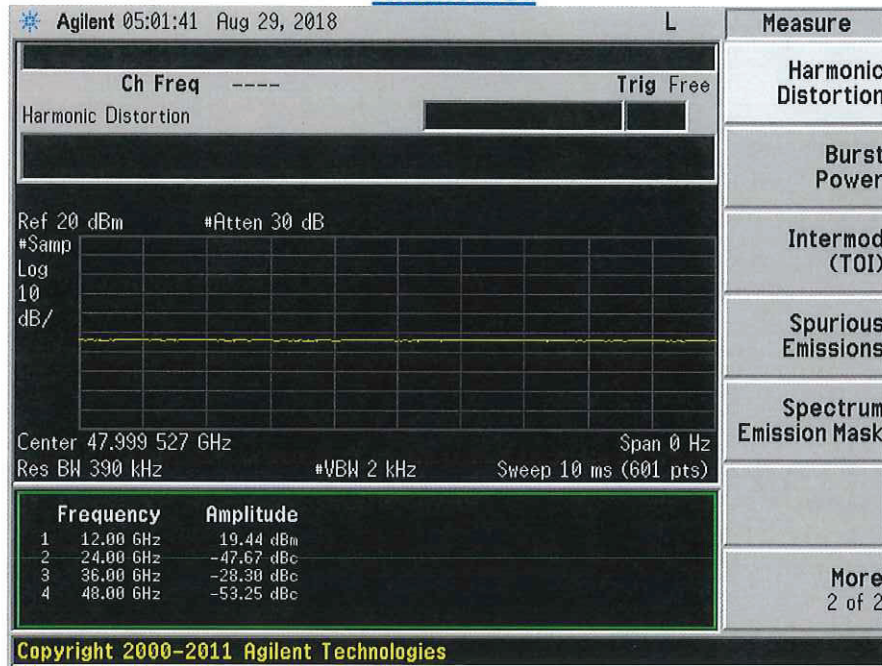 Agilent 05:01:41 Aug 29, 2018 L Measure
Ch Freq ---- Trig Free
Harmonic Distortion
Harmonic
Distortion
Burst
Power
Ref 20 dBm #Atten 30 dB
#Samp
Log
10
dB/
Intermod
(TOI)
Spurious
Emissions
Spectrum
Emission Mask
Center 47.999 527 GHz Span 0 Hz
Res BW 390 kHz #VBW 2 kHz Sweep 10 ms (601 pts)
Frequency Amplitude
1 12.00 GHz 19.44 dBm
2 24.00 GHz -47.67 dBc
3 36.00 GHz -28.30 dBc
4 48.00 GHz -53.25 dBc
More
2 of 2
Copyright 2000-2011 Agilent Technologies